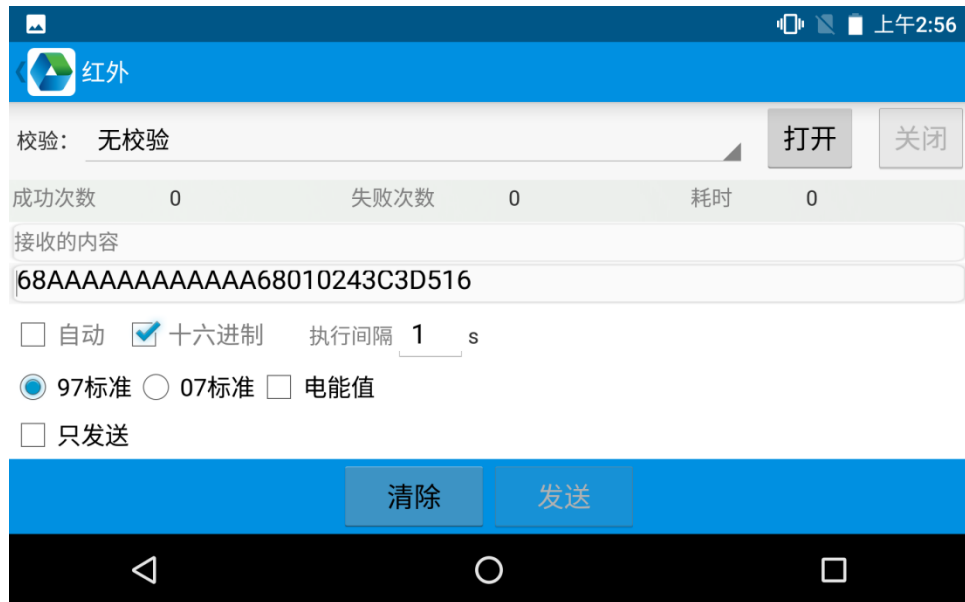 上午2:56
红外
校验： 无校验 打开 关闭
成功次数 0 失败次数 0 耗时 0
接收的内容
68AAAAAAAAAAAA68010243C3D516
自动 十六进制 执行间隔 1 s
97标准 07标准 电能值
只发送
清除 发送